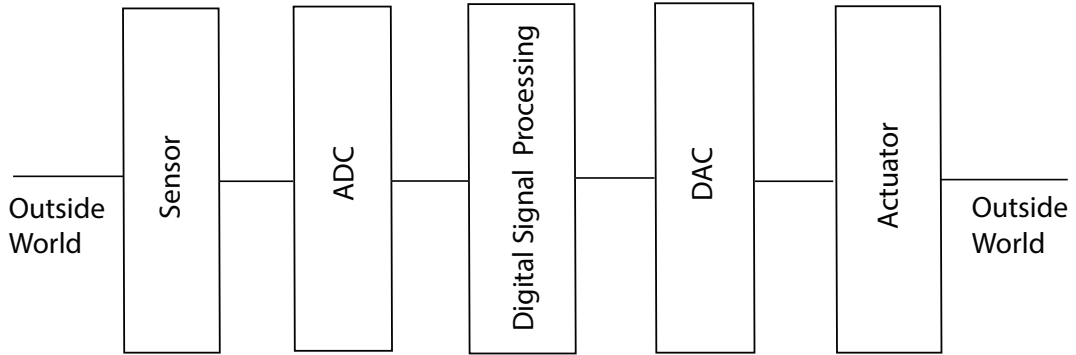 Outside
World
Sensor
ADC
Digital Signal Processing
DAC
Actuator
Outside
World